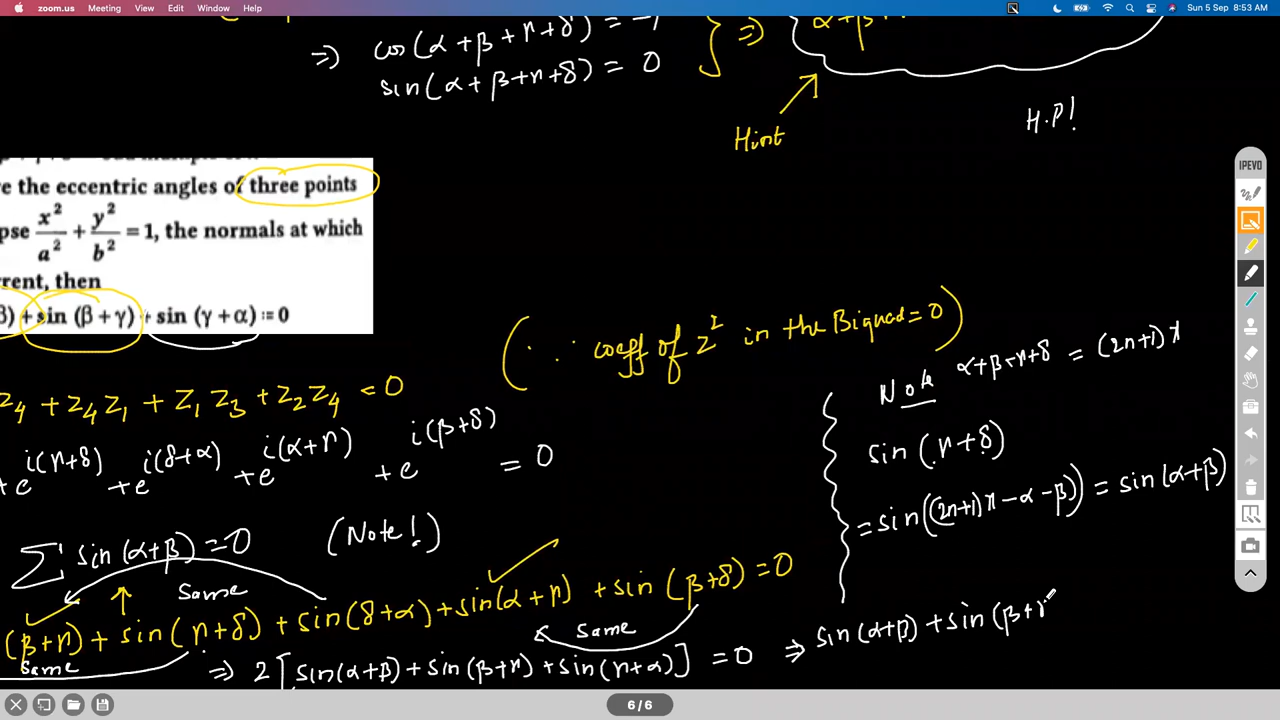 zoom.us Meeting View Edit Window Help Sun 5 Sep 8:53 AM
⇒ cos(α+β+γ+δ) = -1
sin(α+β+γ+δ) = 0
⇒ α+β
Hint
H.P!
e the eccentric angles of three points
pse x²/a² + y²/b² = 1, the normals at which
rrent, then
β) + sin (β+γ) + sin (γ+α) = 0
(∵ coeff of z² in the Biquad = 0)
z₄ + z₄z₁ + z₁z₃ + z₂z₄ = 0
+e^i(γ+δ) + e^i(δ+α) + e^i(α+γ) + e^i(β+δ) = 0
Note α+β+γ+δ = (2n+1)π
sin(γ+δ)
= sin((2n+1)π-α-β) = sin(α+β)
∑ sin(α+β) = 0 (Note!)
Same
(β+γ) + sin(γ+δ) + sin(δ+α) + sin(α+γ) + sin(β+δ) = 0
Same
Same
⇒ 2[sin(α+β) + sin(β+γ) + sin(γ+α)] = 0 ⇒ sin(α+β) + sin(β+γ
IPEVO
6/6